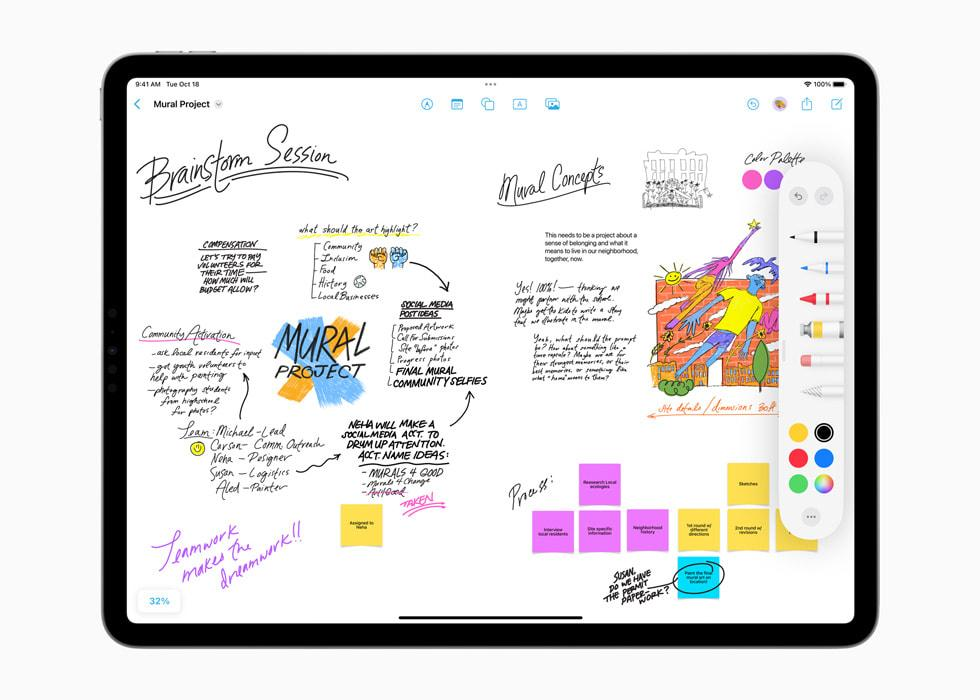 9:41 AM Tue Oct 18
100%
Mural Project
Brainstorm Session
COMPENSATION
LET'S TRY TO PAY
VOLUNTEERS FOR
THEIR TIME—
HOW MUCH WILL
BUDGET ALLOW?
what should the art highlight?
Community
Inclusion
Food
History
Local Businesses
SOCIAL MEDIA
POST IDEAS
Proposed Artwork
Call For Submissions
Site "before" photos
Progress photos
FINAL MURAL
COMMUNITY SELFIES
Community Activation
- ask local residents for input
- get youth volunteers to
help with painting
- photography students
from highschool
for photos?
MURAL
PROJECT
Team: Michael - Lead
Carson - Comm. Outreach
Neha - Designer
Susan - Logistics
Aled - Painter
NEHA WILL MAKE A
SOCIAL MEDIA ACCT. TO
DRUM UP ATTENTION.
ACCT NAME IDEAS:
- MURALS 4 GOOD
- Murals 4 Change
- Art Good
TAKEN
Assigned to
Neha
Teamwork
makes the
dreamwork!!
32%
Mural Concepts
Color Palette
This needs to be a project about a
sense of belonging and what it
means to live in our neighborhood,
together, now.
Yes! 100%! — thinking we
might partner with the school.
Maybe get the kids to write a story
that we illustrate in the mural.
Yeah, what should the prompt
be? How about something like a
time capsule? Maybe we ask for
their strongest memories, or their
best memories, or something like
what "home" means to them?
site details / dimensions 30ft
Process:
Research Local
ecologies
Sketches
Interview
local residents
Site specific
information
Neighborhood
history
1st round w/
different
directions
2nd round w/
revisions
Paint the final
mural art on
location!
SUSAN,
DO WE HAVE
THE PERMIT
PAPER-
WORK?